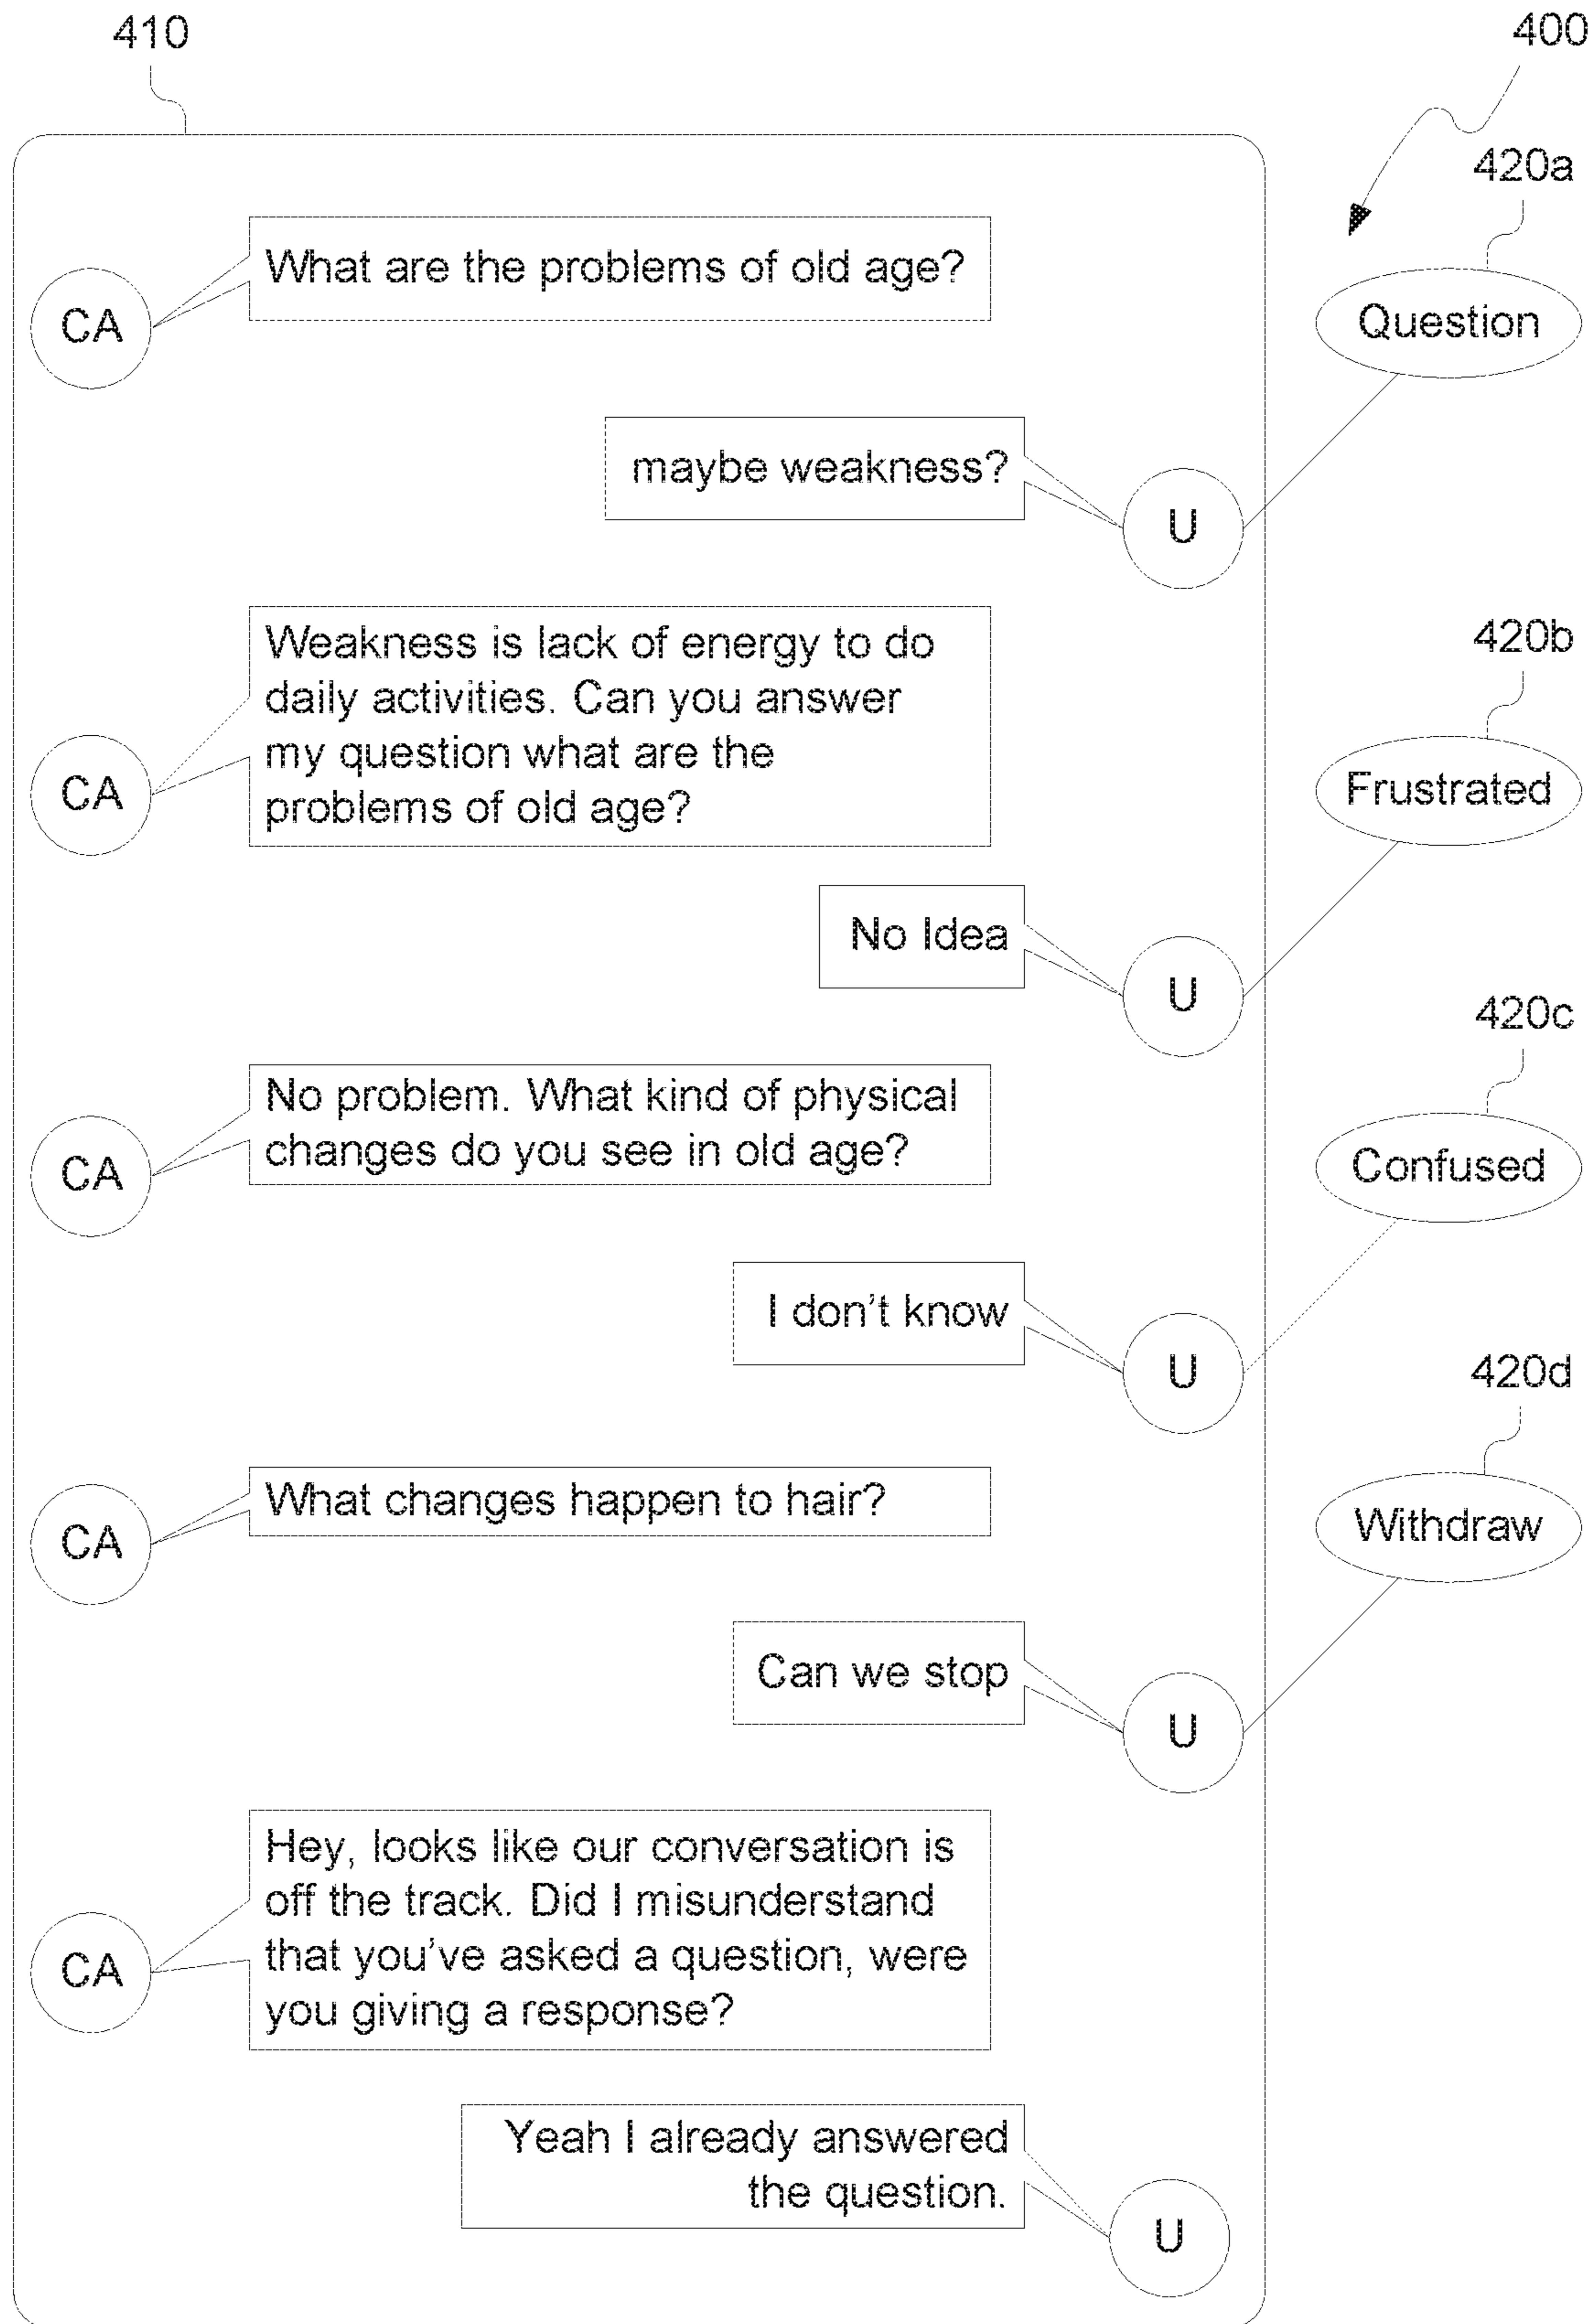 410
400
420a
What are the problems of old age?
CA
Question
maybe weakness?
U
420b
Weakness is lack of energy to do
daily activities. Can you answer
my question what are the
problems of old age?
CA
Frustrated
No Idea
U
420c
No problem. What kind of physical
changes do you see in old age?
CA
Confused
I don't know
U
420d
What changes happen to hair?
CA
Withdraw
Can we stop
U
Hey, looks like our conversation is
off the track. Did I misunderstand
that you've asked a question, were
you giving a response?
CA
Yeah I already answered
the question.
U